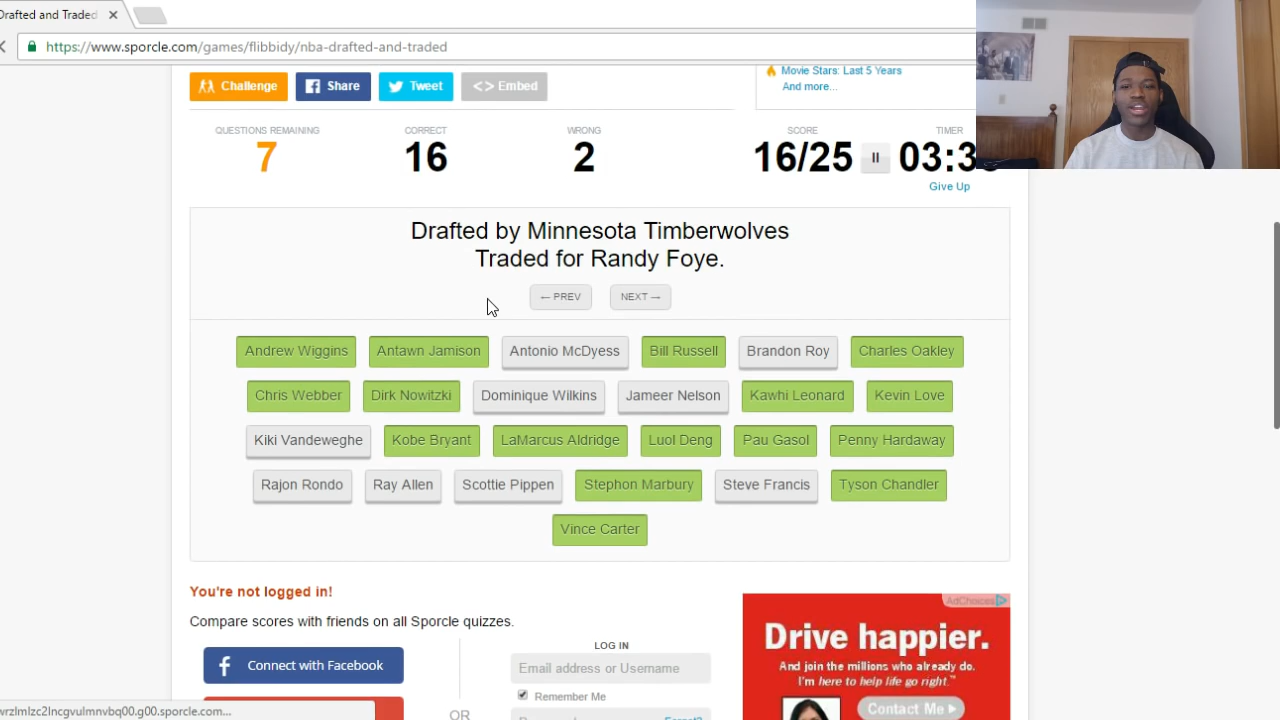 Drafted and Traded
https://www.sporcle.com/games/flibbidy/nba-drafted-and-traded
Challenge Share Tweet < > Embed
Movie Stars: Last 5 Years
And more...
QUESTIONS REMAINING CORRECT WRONG SCORE TIMER
7 16 2 16/25 03:3
Give Up
Drafted by Minnesota Timberwolves
Traded for Randy Foye.
← PREV NEXT →
Andrew Wiggins Antawn Jamison Antonio McDyess Bill Russell Brandon Roy Charles Oakley
Chris Webber Dirk Nowitzki Dominique Wilkins Jameer Nelson Kawhi Leonard Kevin Love
Kiki Vandeweghe Kobe Bryant LaMarcus Aldridge Luol Deng Pau Gasol Penny Hardaway
Rajon Rondo Ray Allen Scottie Pippen Stephon Marbury Steve Francis Tyson Chandler
Vince Carter
You're not logged in!
Compare scores with friends on all Sporcle quizzes.
Connect with Facebook
OR
LOG IN
Email address or Username
Remember Me
AdChoices
Drive happier.
And join the millions who already do.
I'm here to help life go right.™
Contact Me